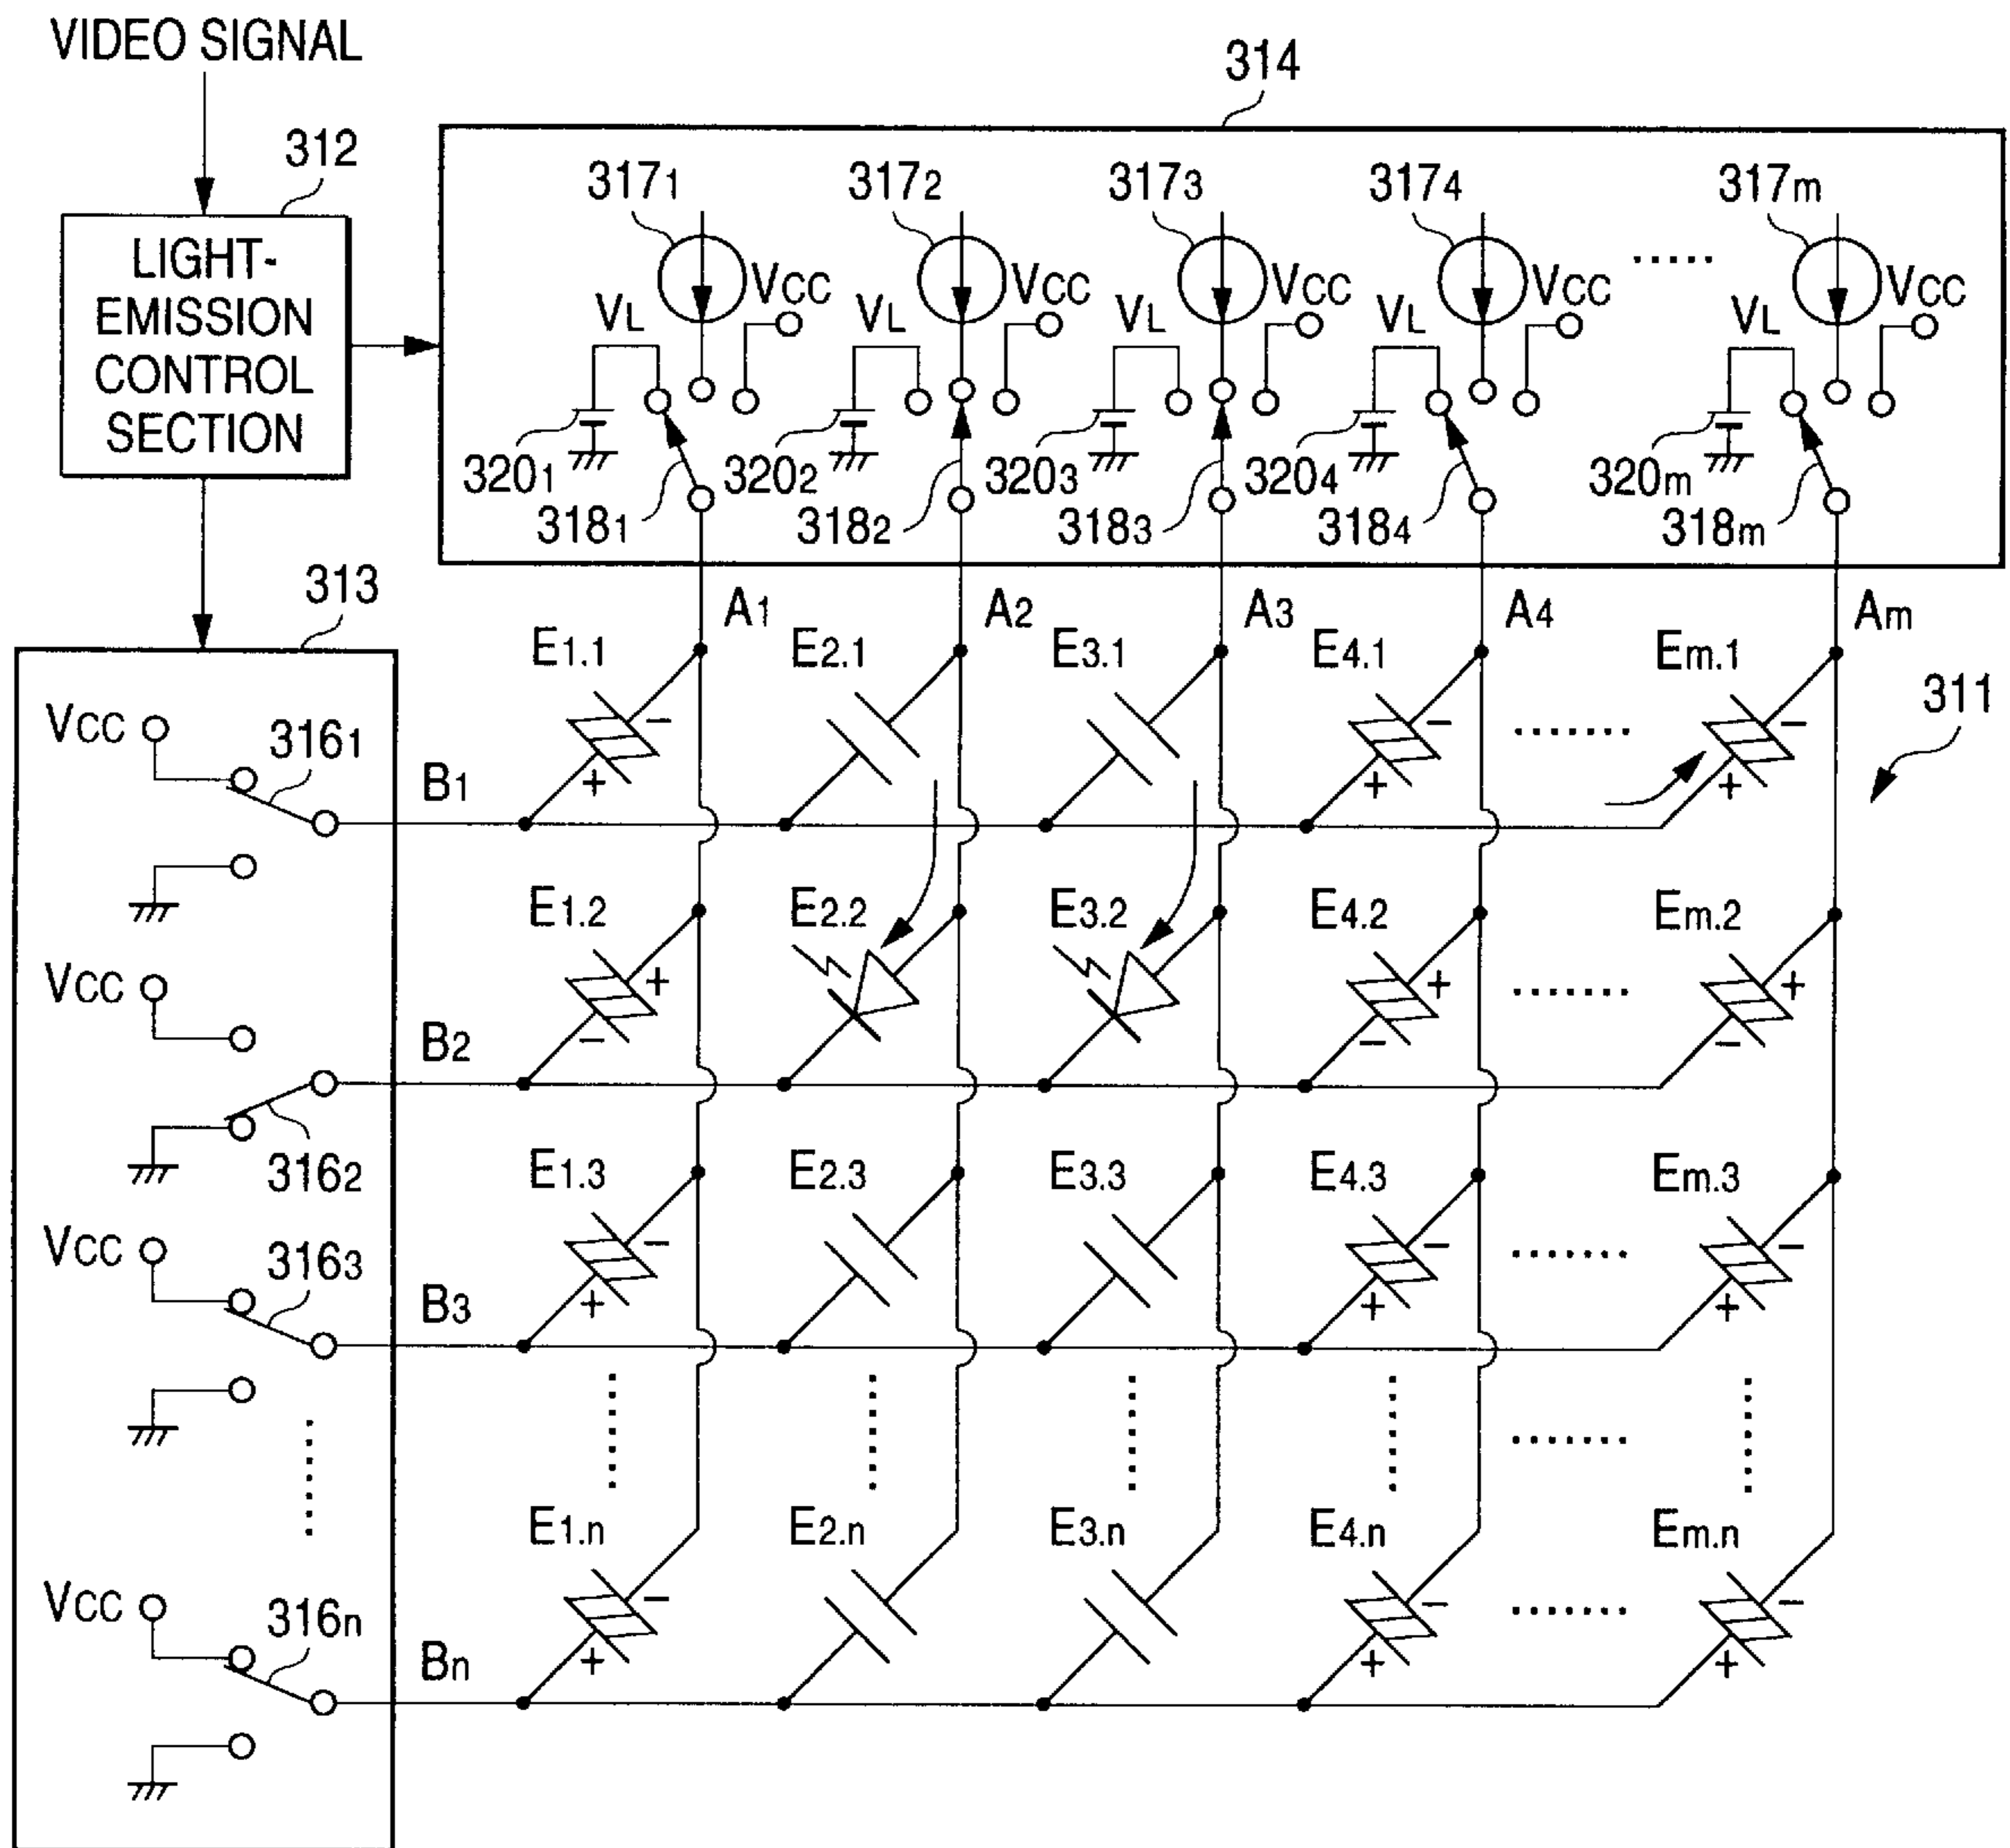 VIDEO SIGNAL
314
312
LIGHT-
EMISSION
CONTROL
SECTION
3171 3172 3173 3174 317m
VCC VCC VCC VCC VCC
VL VL VL VL VL
3201 3202 3203 3204 320m
3181 3182 3183 3184 318m
313
A1 A2 A3 A4 Am
E1.1 E2.1 E3.1 E4.1 Em.1
311
VCC 3161 B1
E1.2 E2.2 E3.2 E4.2 Em.2
VCC B2
3162
E1.3 E2.3 E3.3 E4.3 Em.3
VCC 3163 B3
E1.n E2.n E3.n E4.n Em.n
VCC 316n Bn